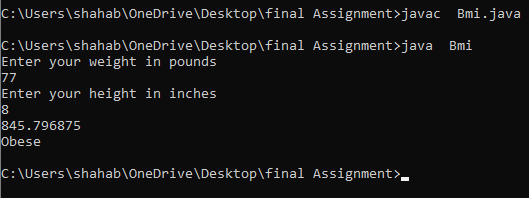 C:\Users\shahab\OneDrive\Desktop\final Assignment>javac  Bmi.java
C:\Users\shahab\OneDrive\Desktop\final Assignment>java  Bmi
Enter your weight in pounds
77
Enter your height in inches
8
845.796875
Obese
C:\Users\shahab\OneDrive\Desktop\final Assignment>